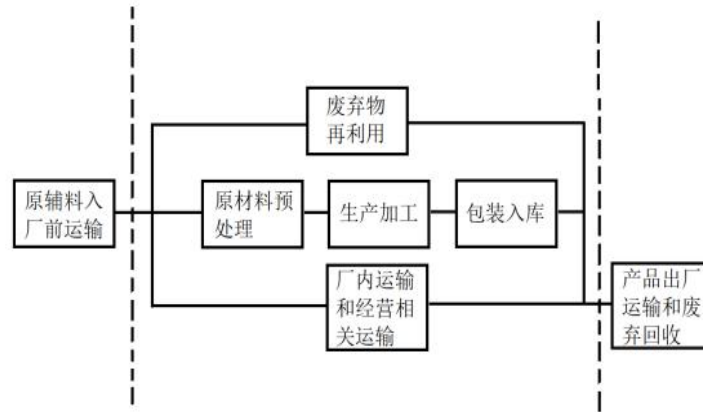 废弃物
再利用
原辅料入
厂前运输
原材料预
处理
生产加工
包装入库
厂内运输
和经营相
关运输
产品出厂
运输和废
弃回收